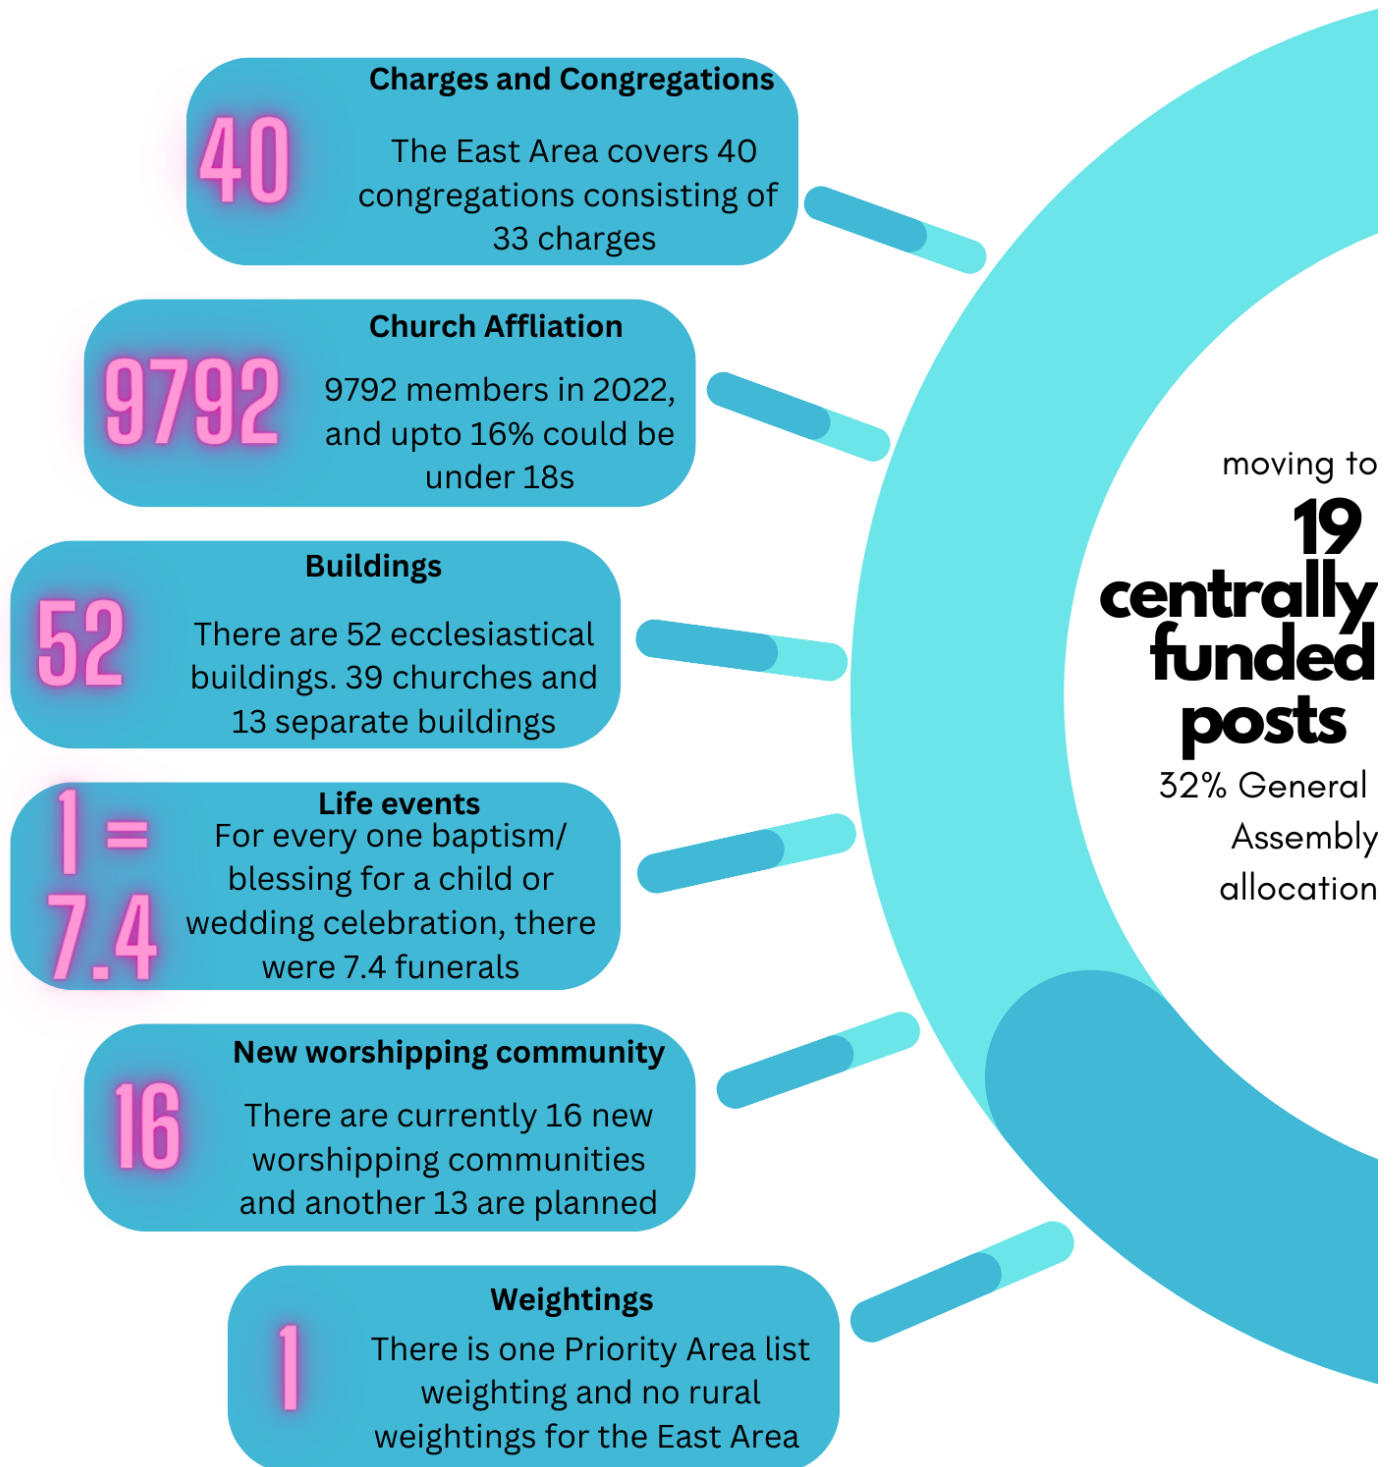 Charges and Congregations
40
The East Area covers 40
congregations consisting of
33 charges
Church Affliation
9792
9792 members in 2022,
and upto 16% could be
under 18s
Buildings
52
There are 52 ecclesiastical
buildings. 39 churches and
13 separate buildings
Life events
1 =
7.4
For every one baptism/
blessing for a child or
wedding celebration, there
were 7.4 funerals
New worshipping community
16
There are currently 16 new
worshipping communities
and another 13 are planned
Weightings
1
There is one Priority Area list
weighting and no rural
weightings for the East Area
moving to
19
centrally
funded
posts
32% General
Assembly
allocation